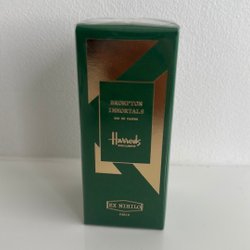 BROMPTON
IMMORTALS
EAU DE PARFUM
Harrods
EX NIHILO
PARIS